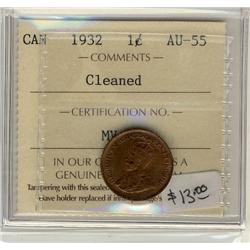 CAN 1932 1¢ AU-55
COMMENTS
Cleaned
CERTIFICATION NO.
IN OUR A
GENUINE
Tampering with this sealed
have holder replaced if
$13.00